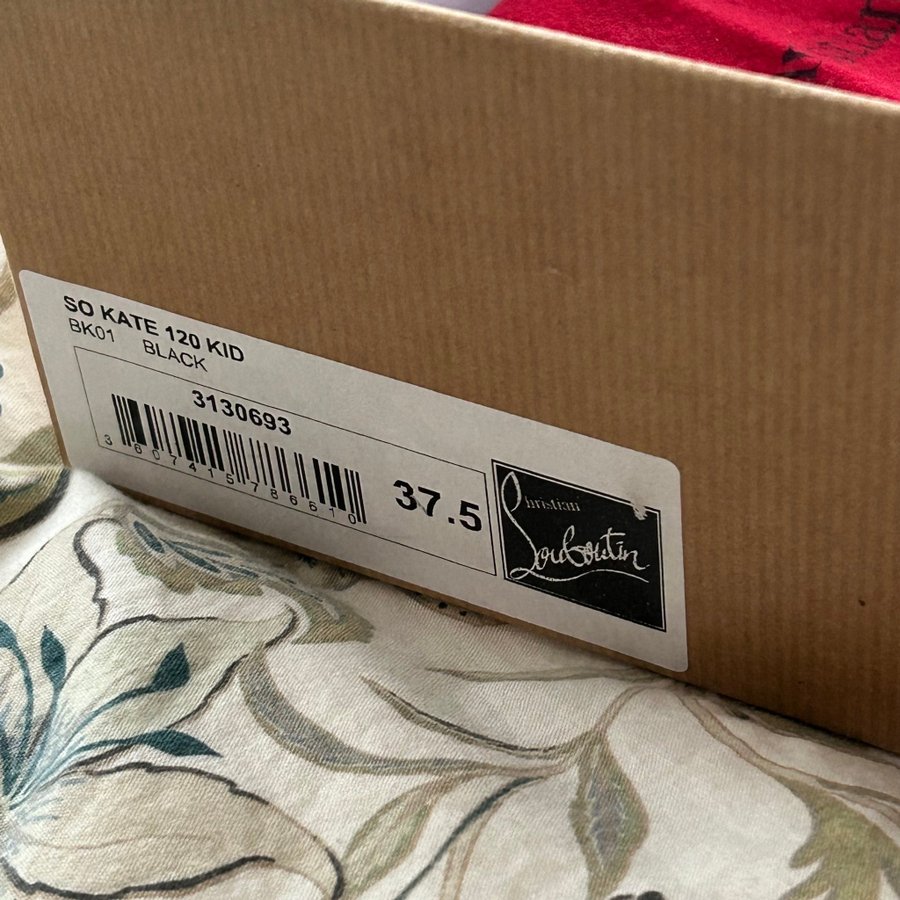 SO KATE 120 KID
BK01 BLACK
3130693
3607415786610
37.5
Christian
Louboutin